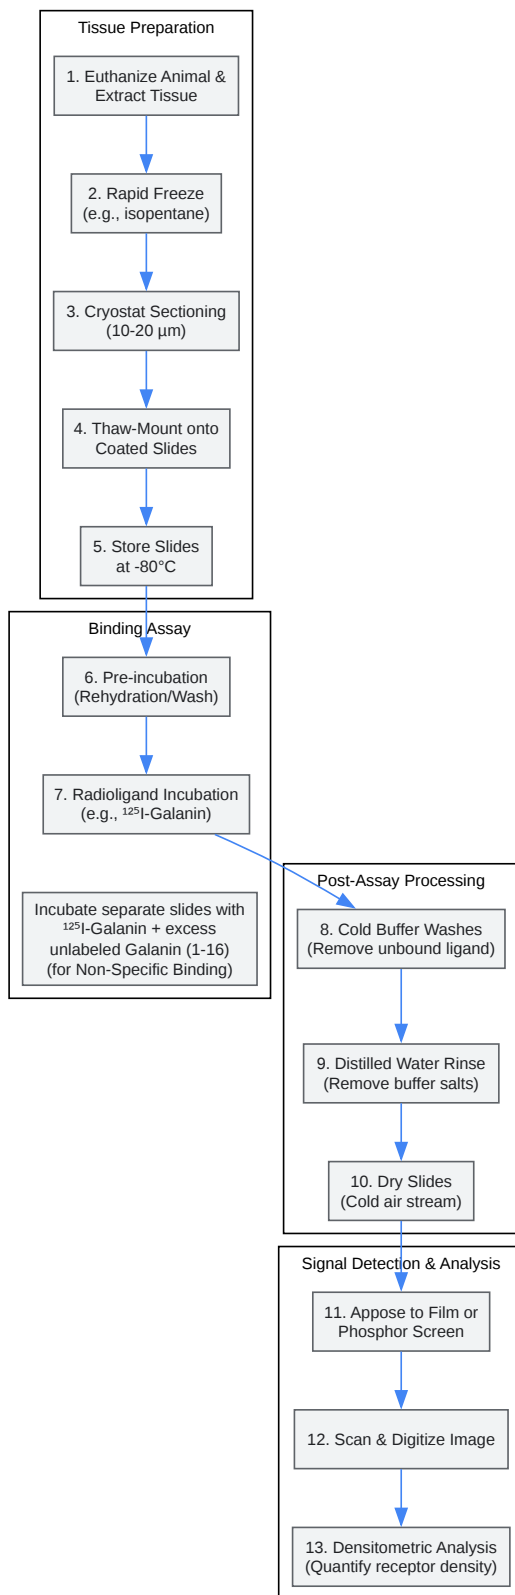 Tissue Preparation
1. Euthanize Animal &
Extract Tissue
2. Rapid Freeze
(e.g., isopentane)
3. Cryostat Sectioning
(10-20 µm)
4. Thaw-Mount onto
Coated Slides
5. Store Slides
at -80°C
Binding Assay
6. Pre-incubation
(Rehydration/Wash)
7. Radioligand Incubation
(e.g., ¹²⁵I-Galanin)
Incubate separate slides with
¹²⁵I-Galanin + excess
unlabeled Galanin (1-16)
(for Non-Specific Binding)
Post-Assay Processing
8. Cold Buffer Washes
(Remove unbound ligand)
9. Distilled Water Rinse
(Remove buffer salts)
10. Dry Slides
(Cold air stream)
Signal Detection & Analysis
11. Appose to Film or
Phosphor Screen
12. Scan & Digitize Image
13. Densitometric Analysis
(Quantify receptor density)